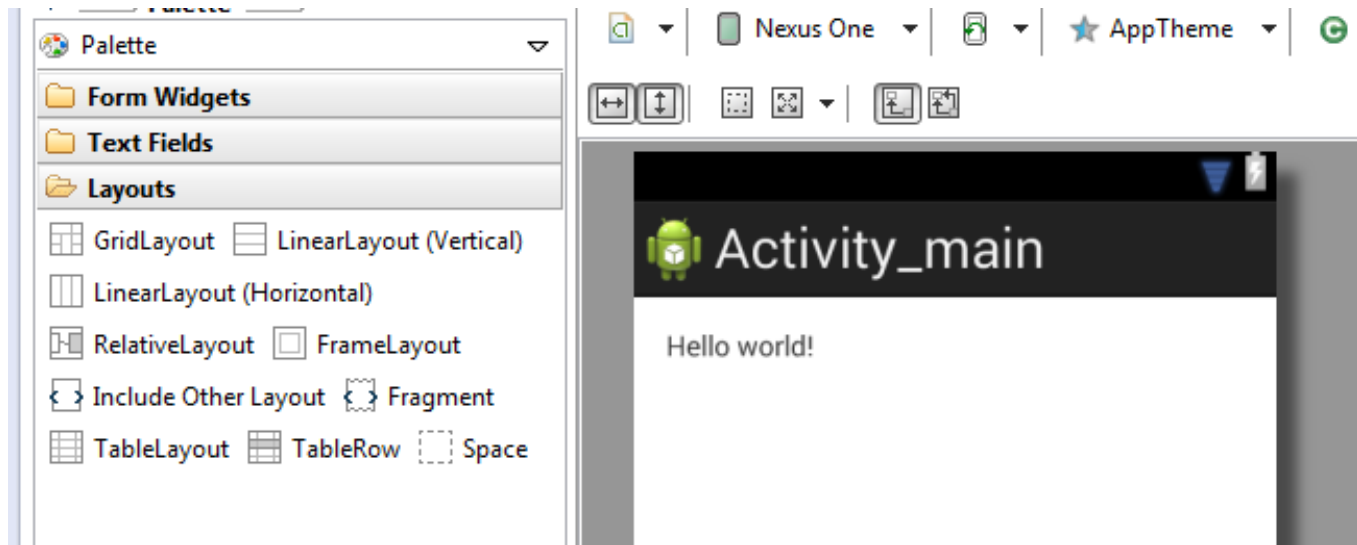 Palette
Palette
Nexus One
AppTheme
Form Widgets
Text Fields
Layouts
GridLayout
LinearLayout (Vertical)
LinearLayout (Horizontal)
RelativeLayout
FrameLayout
Include Other Layout
Fragment
TableLayout
TableRow
Space
Activity_main
Hello world!